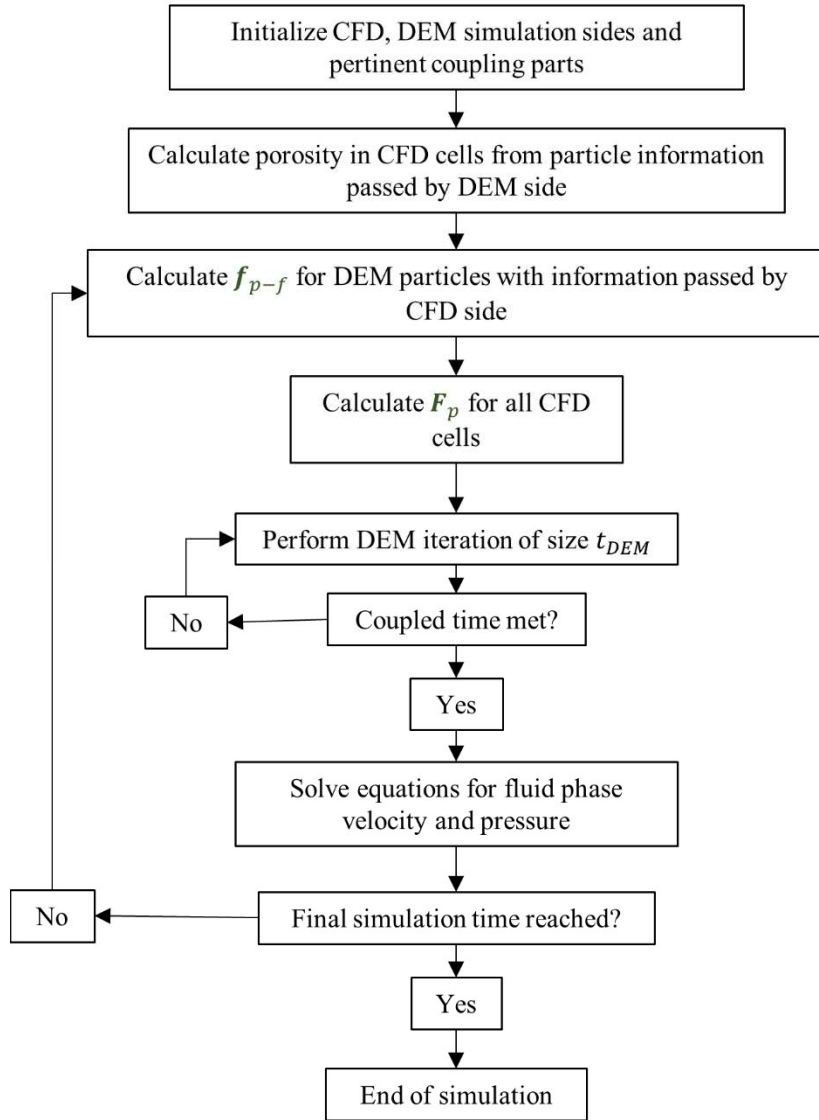 Initialize CFD, DEM simulation sides and
pertinent coupling parts
Calculate porosity in CFD cells from particle information
passed by DEM side
Calculate f_{p-f} for DEM particles with information passed by
CFD side
Calculate F_p for all CFD
cells
Perform DEM iteration of size t_{DEM}
No
Coupled time met?
Yes
Solve equations for fluid phase
velocity and pressure
No
Final simulation time reached?
Yes
End of simulation